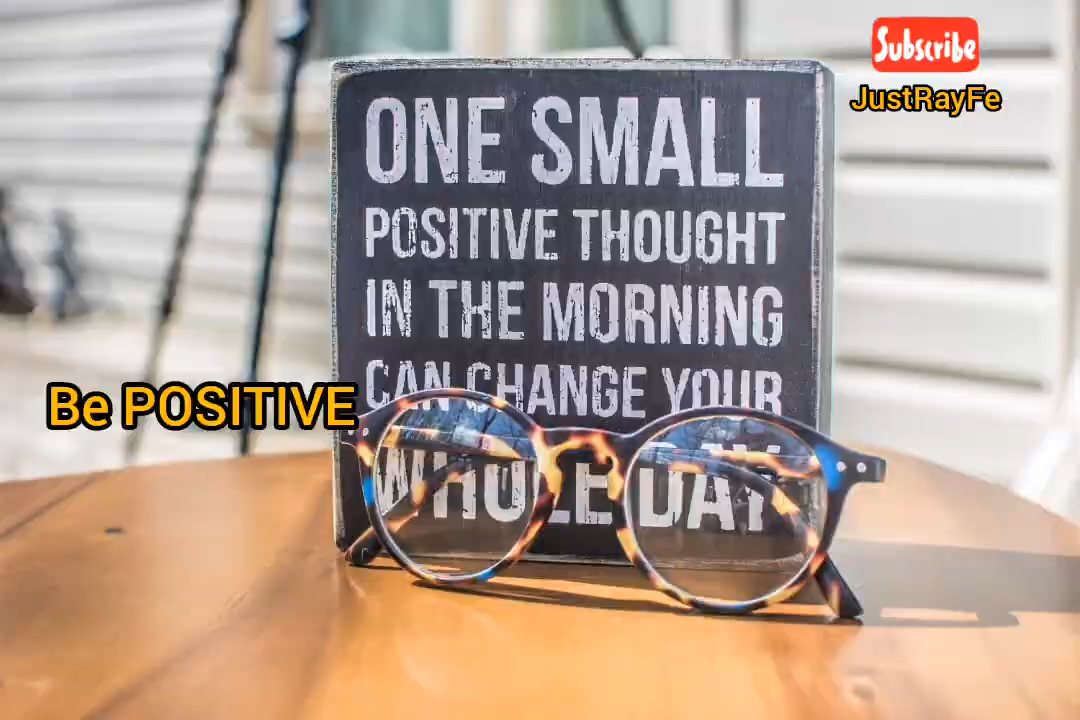 Subscribe
JustRayFe
ONE SMALL
POSITIVE THOUGHT
IN THE MORNING
CAN CHANGE YOUR
WHOLE DAY
Be POSITIVE